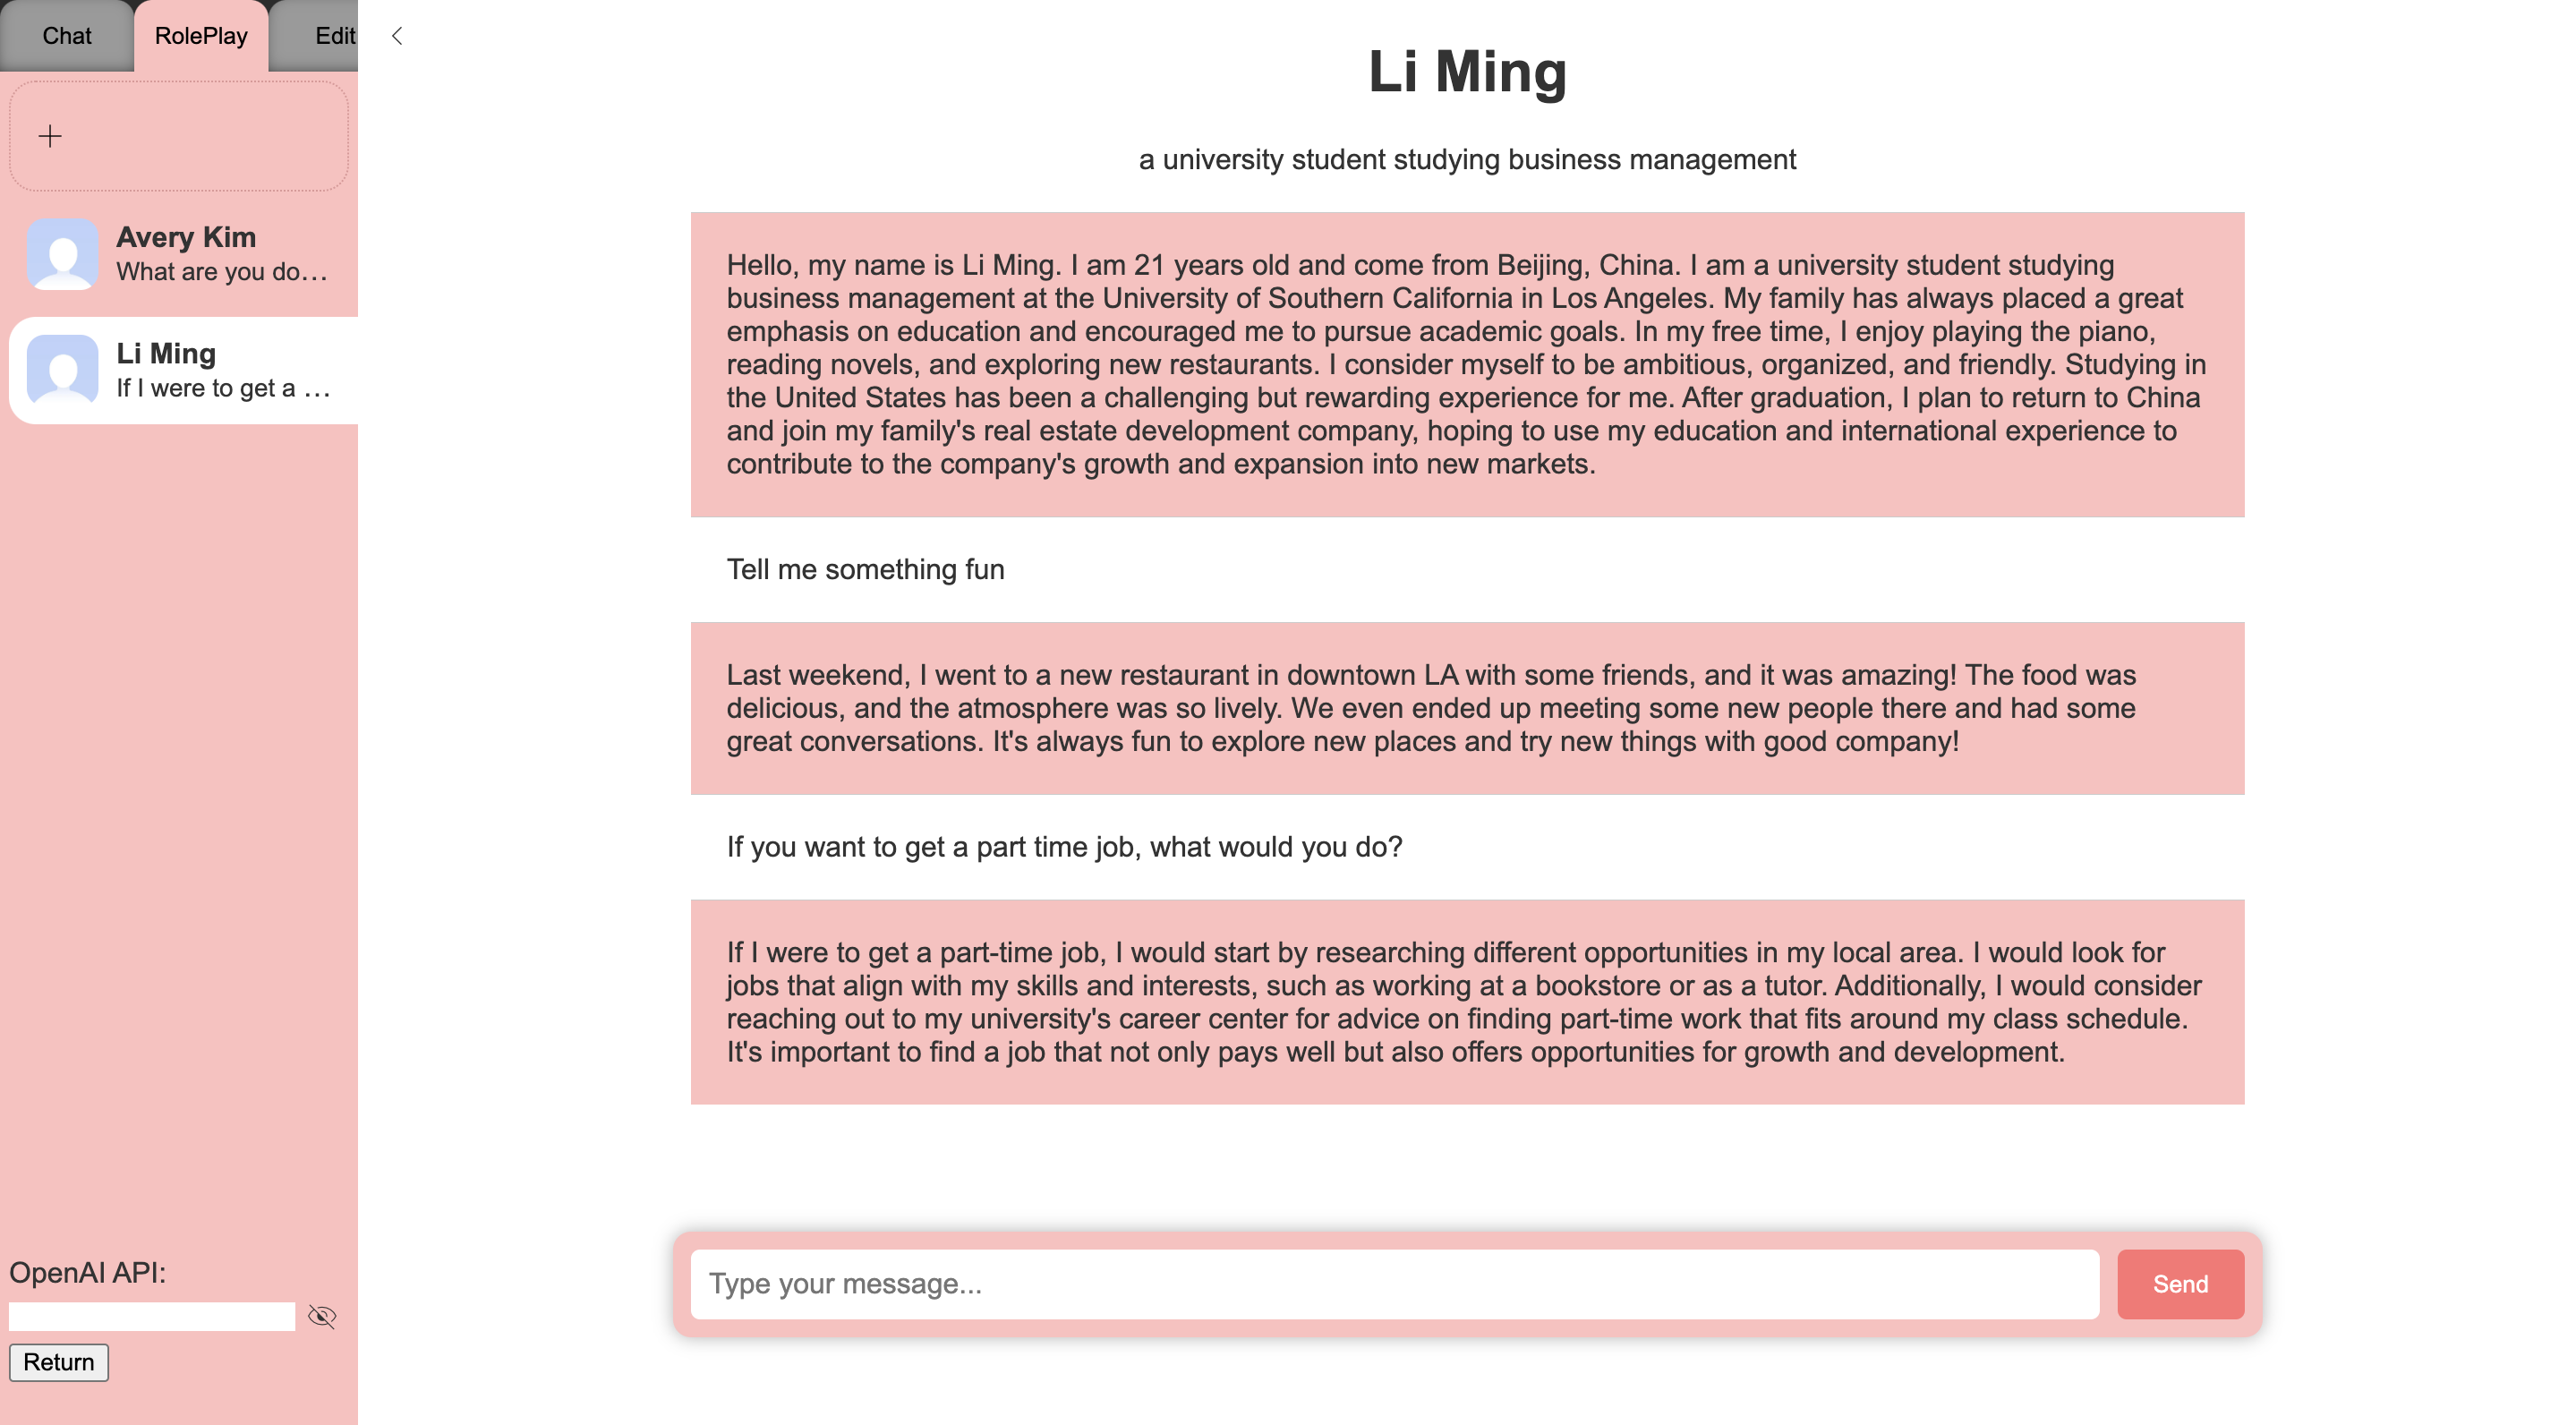 Chat
RolePlay
Edit
Avery Kim
What are you do...
Li Ming
If I were to get a ...
OpenAI API:
Return
Li Ming
a university student studying business management
Hello, my name is Li Ming. I am 21 years old and come from Beijing, China. I am a university student studying
business management at the University of Southern California in Los Angeles. My family has always placed a great
emphasis on education and encouraged me to pursue academic goals. In my free time, I enjoy playing the piano,
reading novels, and exploring new restaurants. I consider myself to be ambitious, organized, and friendly. Studying in
the United States has been a challenging but rewarding experience for me. After graduation, I plan to return to China
and join my family's real estate development company, hoping to use my education and international experience to
contribute to the company's growth and expansion into new markets.
Tell me something fun
Last weekend, I went to a new restaurant in downtown LA with some friends, and it was amazing! The food was
delicious, and the atmosphere was so lively. We even ended up meeting some new people there and had some
great conversations. It's always fun to explore new places and try new things with good company!
If you want to get a part time job, what would you do?
If I were to get a part-time job, I would start by researching different opportunities in my local area. I would look for
jobs that align with my skills and interests, such as working at a bookstore or as a tutor. Additionally, I would consider
reaching out to my university's career center for advice on finding part-time work that fits around my class schedule.
It's important to find a job that not only pays well but also offers opportunities for growth and development.
Type your message...
Send